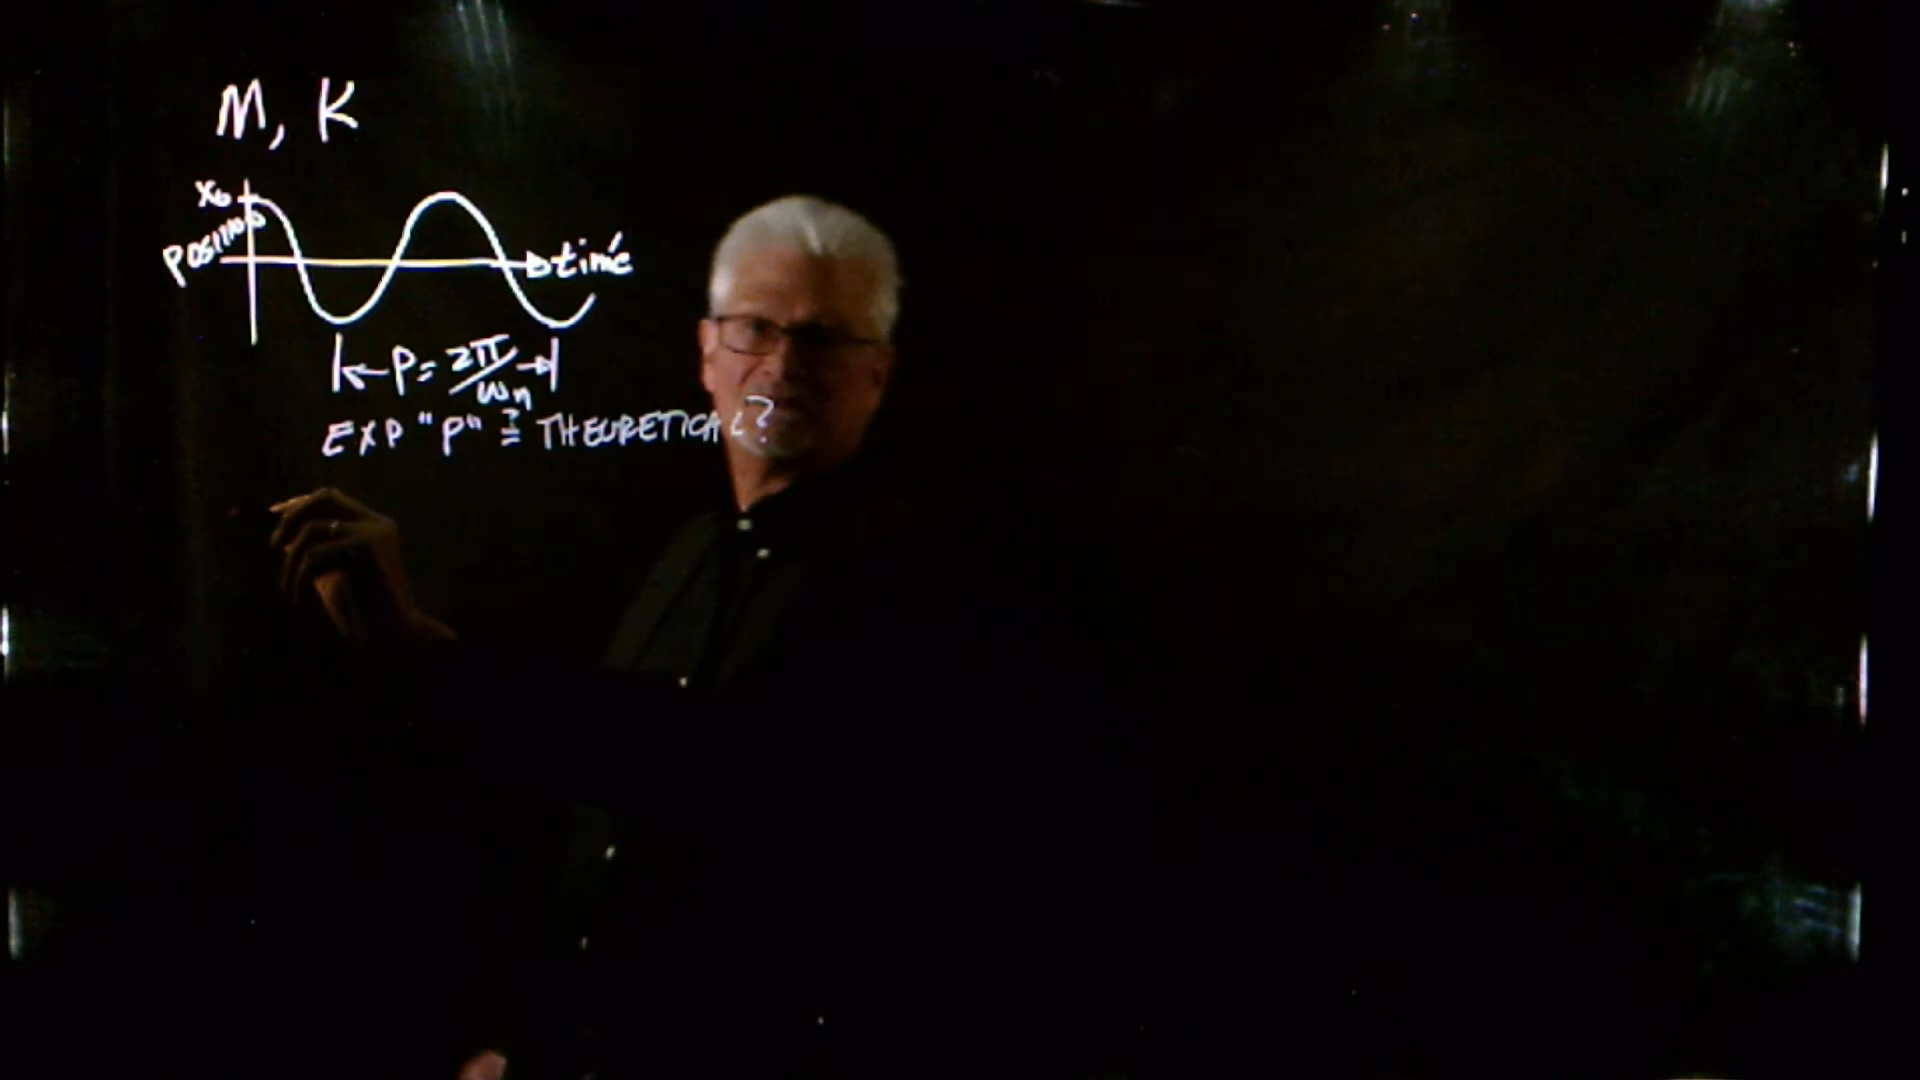 M, K
x₀
POSITION
time
P = 2π/ωn
EXP "P" ≟ THEORETICAL?